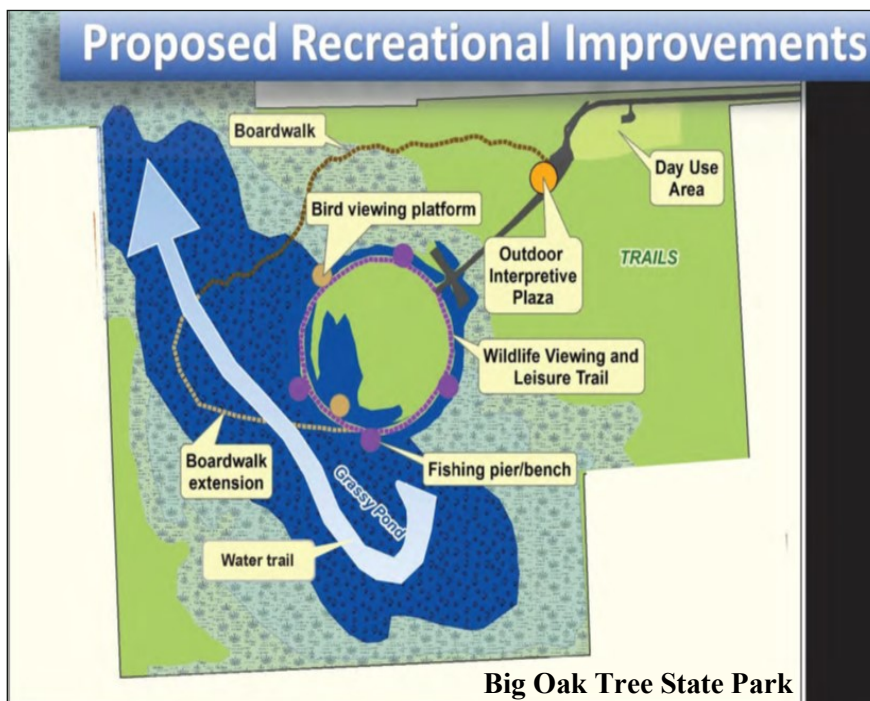 Proposed Recreational Improvements
Boardwalk
Bird viewing platform
Day Use
Area
Outdoor
Interpretive
Plaza
TRAILS
Wildlife Viewing and
Leisure Trail
Boardwalk
extension
Fishing pier/bench
Grassy Pond
Water trail
Big Oak Tree State Park